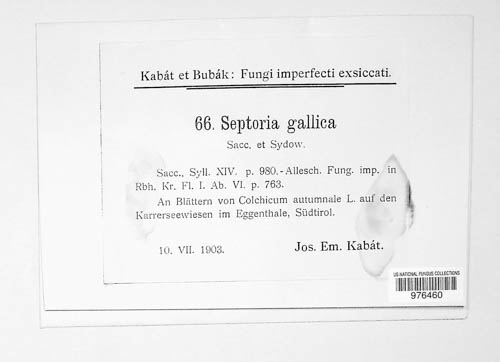 Kabát et Bubák: Fungi imperfecti exsiccati.
66. Septoria gallica
Sacc. et Sydow.
Sacc., Syll. XIV. p. 980.-Allesch. Fung. imp. in
Rbh. Kr. Fl. I. Ab. VI. p. 763.
An Blättern von Colchicum autumnale L. auf den
Karrerseewiesen im Eggenthale, Südtirol.
10. VII. 1903.
Jos. Em. Kabát.
US NATIONAL FUNGUS COLLECTIONS
976460